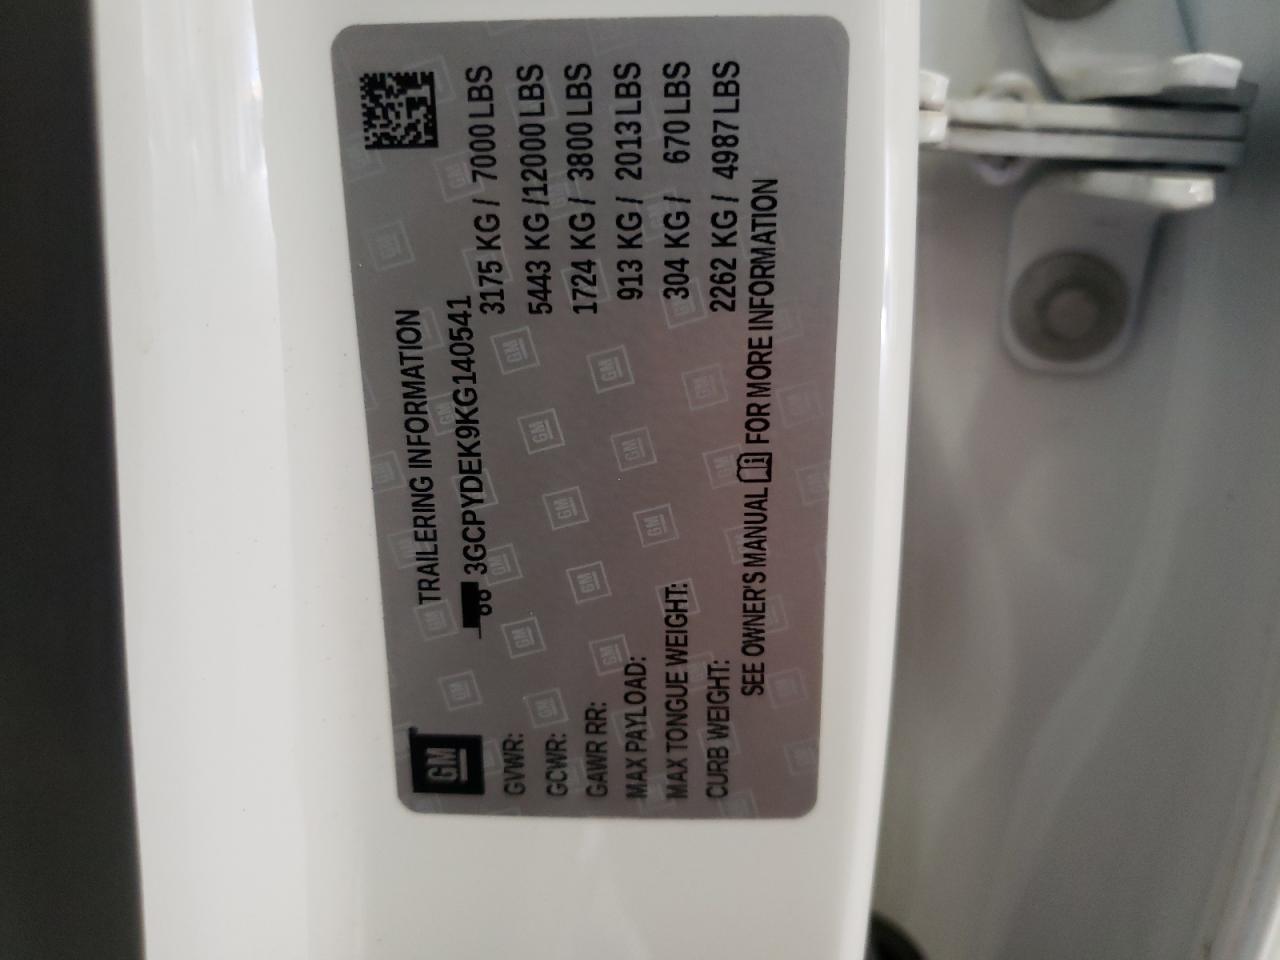 GM
TRAILERING INFORMATION
3GCPYDEK9KG140541
GVWR: 3175 KG / 7000 LBS
GCWR: 5443 KG /12000 LBS
GAWR RR: 1724 KG / 3800 LBS
MAX PAYLOAD: 913 KG / 2013 LBS
MAX TONGUE WEIGHT: 304 KG / 670 LBS
CURB WEIGHT: 2262 KG / 4987 LBS
SEE OWNER'S MANUAL FOR MORE INFORMATION